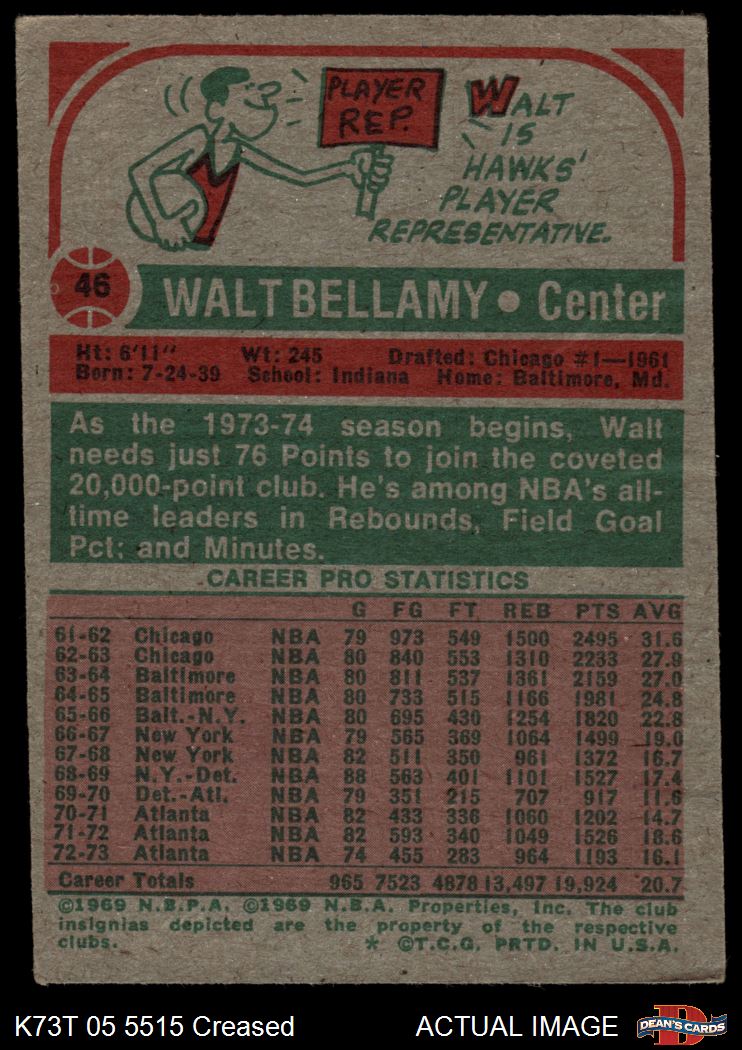 PLAYER
REP.
WALT
IS
HAWKS'
PLAYER
REPRESENTATIVE.
46
WALT BELLAMY • Center
Ht: 6'11" Wt: 245 Drafted: Chicago #1—1961
Born: 7-24-39 School: Indiana Home: Baltimore, Md.
As the 1973-74 season begins, Walt
needs just 76 Points to join the coveted
20,000-point club. He's among NBA's all-
time leaders in Rebounds, Field Goal
Pct; and Minutes.
CAREER PRO STATISTICS
G FG FT REB PTS AVG
61-62 Chicago NBA 79 973 549 1500 2495 31.6
62-63 Chicago NBA 80 840 553 1310 2233 27.9
63-64 Baltimore NBA 80 811 537 1361 2159 27.0
64-65 Baltimore NBA 80 733 515 1166 1981 24.8
65-66 Balt.-N.Y. NBA 80 695 430 1254 1820 22.8
66-67 New York NBA 79 565 369 1064 1499 19.0
67-68 New York NBA 82 511 350 961 1372 16.7
68-69 N.Y.-Det. NBA 88 563 401 1101 1527 17.4
69-70 Det.-Atl. NBA 79 351 215 707 917 11.6
70-71 Atlanta NBA 82 433 336 1060 1202 14.7
71-72 Atlanta NBA 82 593 340 1049 1526 18.6
72-73 Atlanta NBA 74 455 283 964 1193 16.1
Career Totals 965 7523 4878 13,497 19,924 20.7
©1969 N.B.P.A. ©1969 N.B.A. Properties, Inc. The club
insignias depicted are the property of the respective
clubs. * ©T.C.G. PRTD. IN U.S.A.
K73T 05 5515 Creased ACTUAL IMAGE
DEAN'S CARDS